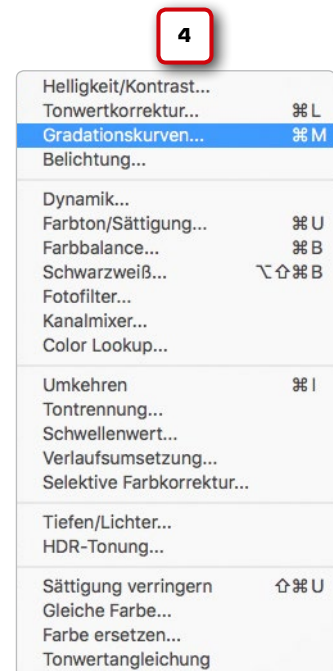 4
Helligkeit/Kontrast...
Tonwertkorrektur... ⌘L
Gradationskurven... ⌘M
Belichtung...
Dynamik...
Farbton/Sättigung... ⌘U
Farbbalance... ⌘B
Schwarzweiß... ⌥⇧⌘B
Fotofilter...
Kanalmixer...
Color Lookup...
Umkehren ⌘I
Tontrennung...
Schwellenwert...
Verlaufsumsetzung...
Selektive Farbkorrektur...
Tiefen/Lichter...
HDR-Tonung...
Sättigung verringern ⇧⌘U
Gleiche Farbe...
Farbe ersetzen...
Tonwertangleichung